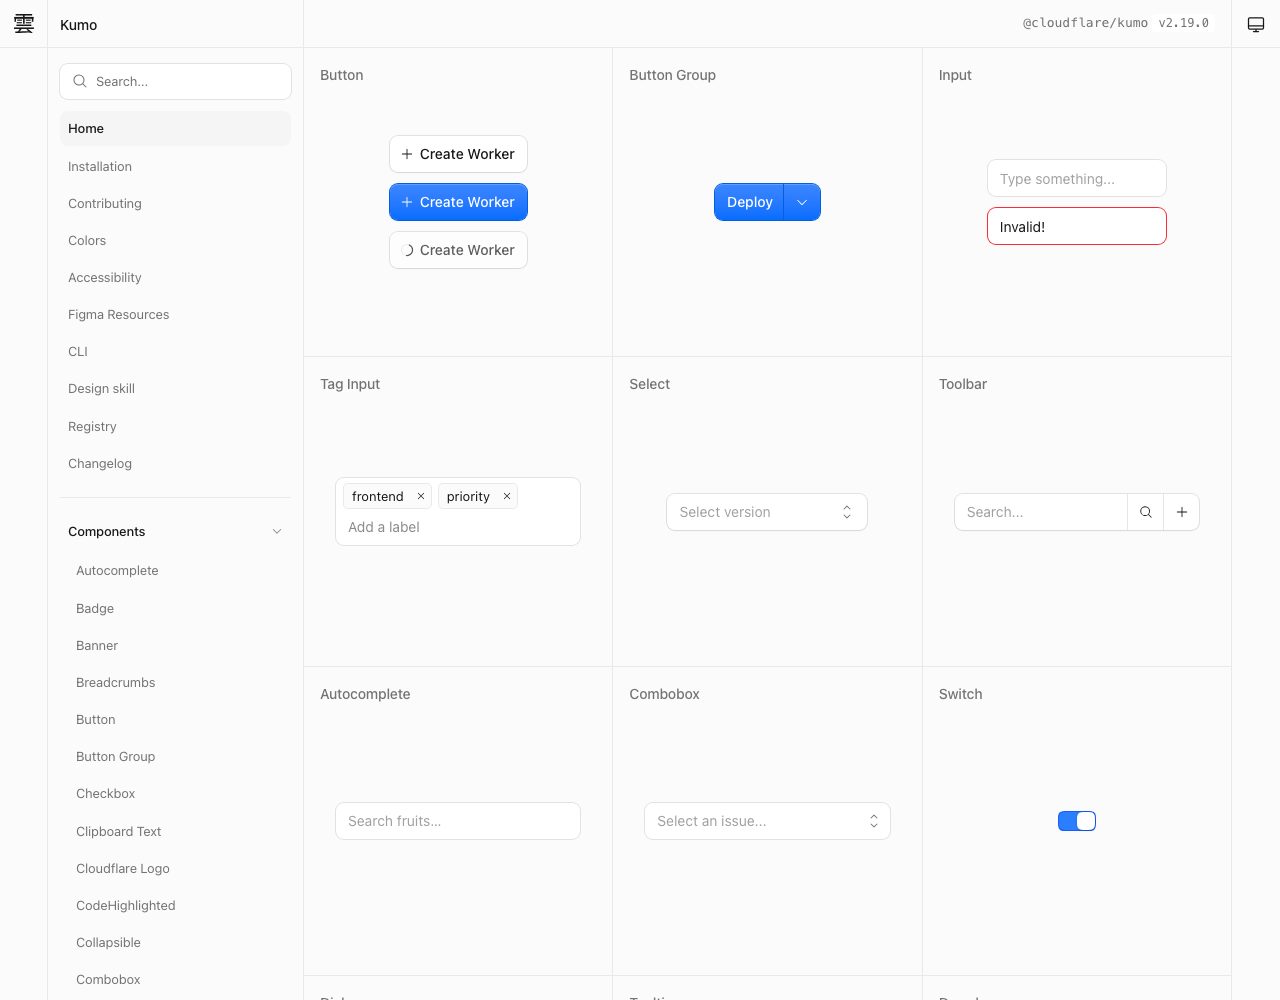 雲
Kumo
@cloudflare/kumo v2.19.0
Search...
Home
Installation
Contributing
Colors
Accessibility
Figma Resources
CLI
Design skill
Registry
Changelog
Components
Autocomplete
Badge
Banner
Breadcrumbs
Button
Button Group
Checkbox
Clipboard Text
Cloudflare Logo
CodeHighlighted
Collapsible
Combobox
Button
Create Worker
Create Worker
Create Worker
Button Group
Deploy
Input
Type something...
Invalid!
Tag Input
frontend
priority
Add a label
Select
Select version
Toolbar
Search...
Autocomplete
Search fruits...
Combobox
Select an issue...
Switch